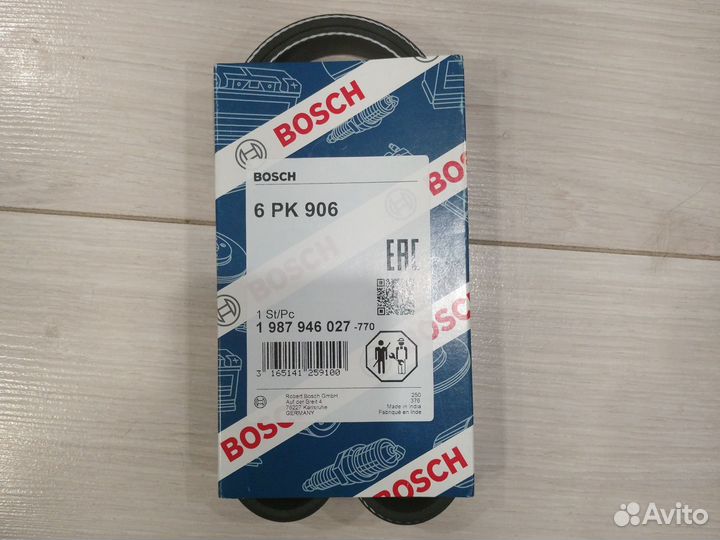 BOSCH
BOSCH
BOSCH
6 PK 906
EAC
1 St/Pc
1 987 946 027 -770
3 165141 259100
Robert Bosch GmbH
Auf der Breit 4
76227 Karlsruhe
GERMANY
250
376
Made in India
Fabriqué en Inde
BOSCH
BOSCH
Avito